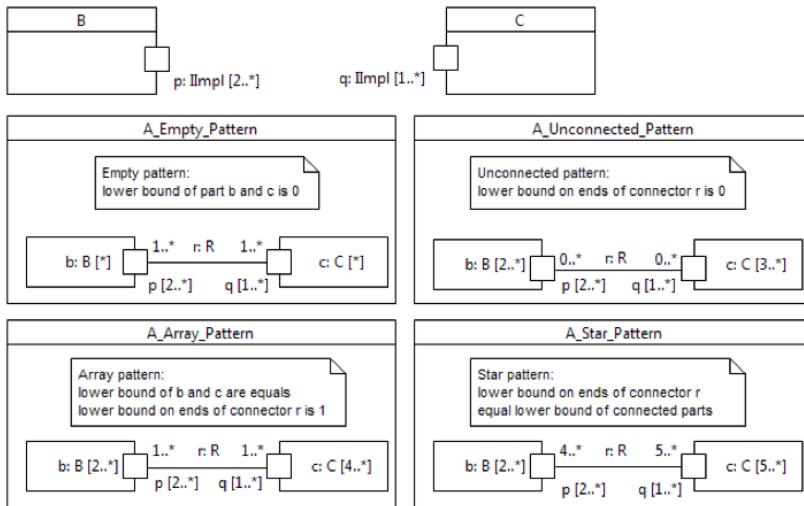 B
C
p: IImpl [2..*]
q: IImpl [1..*]
A_Empty_Pattern
Empty pattern:
lower bound of part b and c is 0
b: B [*]
1..*
r: R
1..*
c: C [*]
p [2..*]
q [1..*]
A_Unconnected_Pattern
Unconnected pattern:
lower bound on ends of connector r is 0
b: B [2..*]
0..*
r: R
0..*
c: C [3..*]
p [2..*]
q [1..*]
A_Array_Pattern
Array pattern:
lower bound of b and c are equals
lower bound on ends of connector r is 1
b: B [2..*]
1..*
r: R
1..*
c: C [4..*]
p [2..*]
q [1..*]
A_Star_Pattern
Star pattern:
lower bound on ends of connector r
equal lower bound of connected parts
b: B [2..*]
4..*
r: R
5..*
c: C [5..*]
p [2..*]
q [1..*]